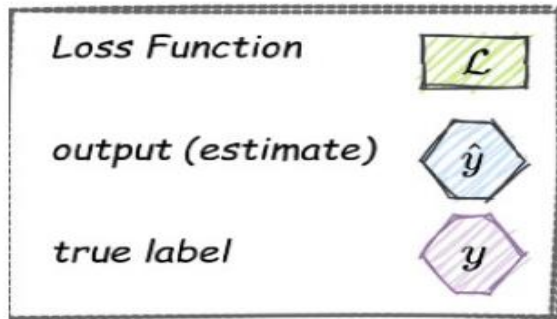 Loss Function ℒ
output (estimate) ŷ
true label y